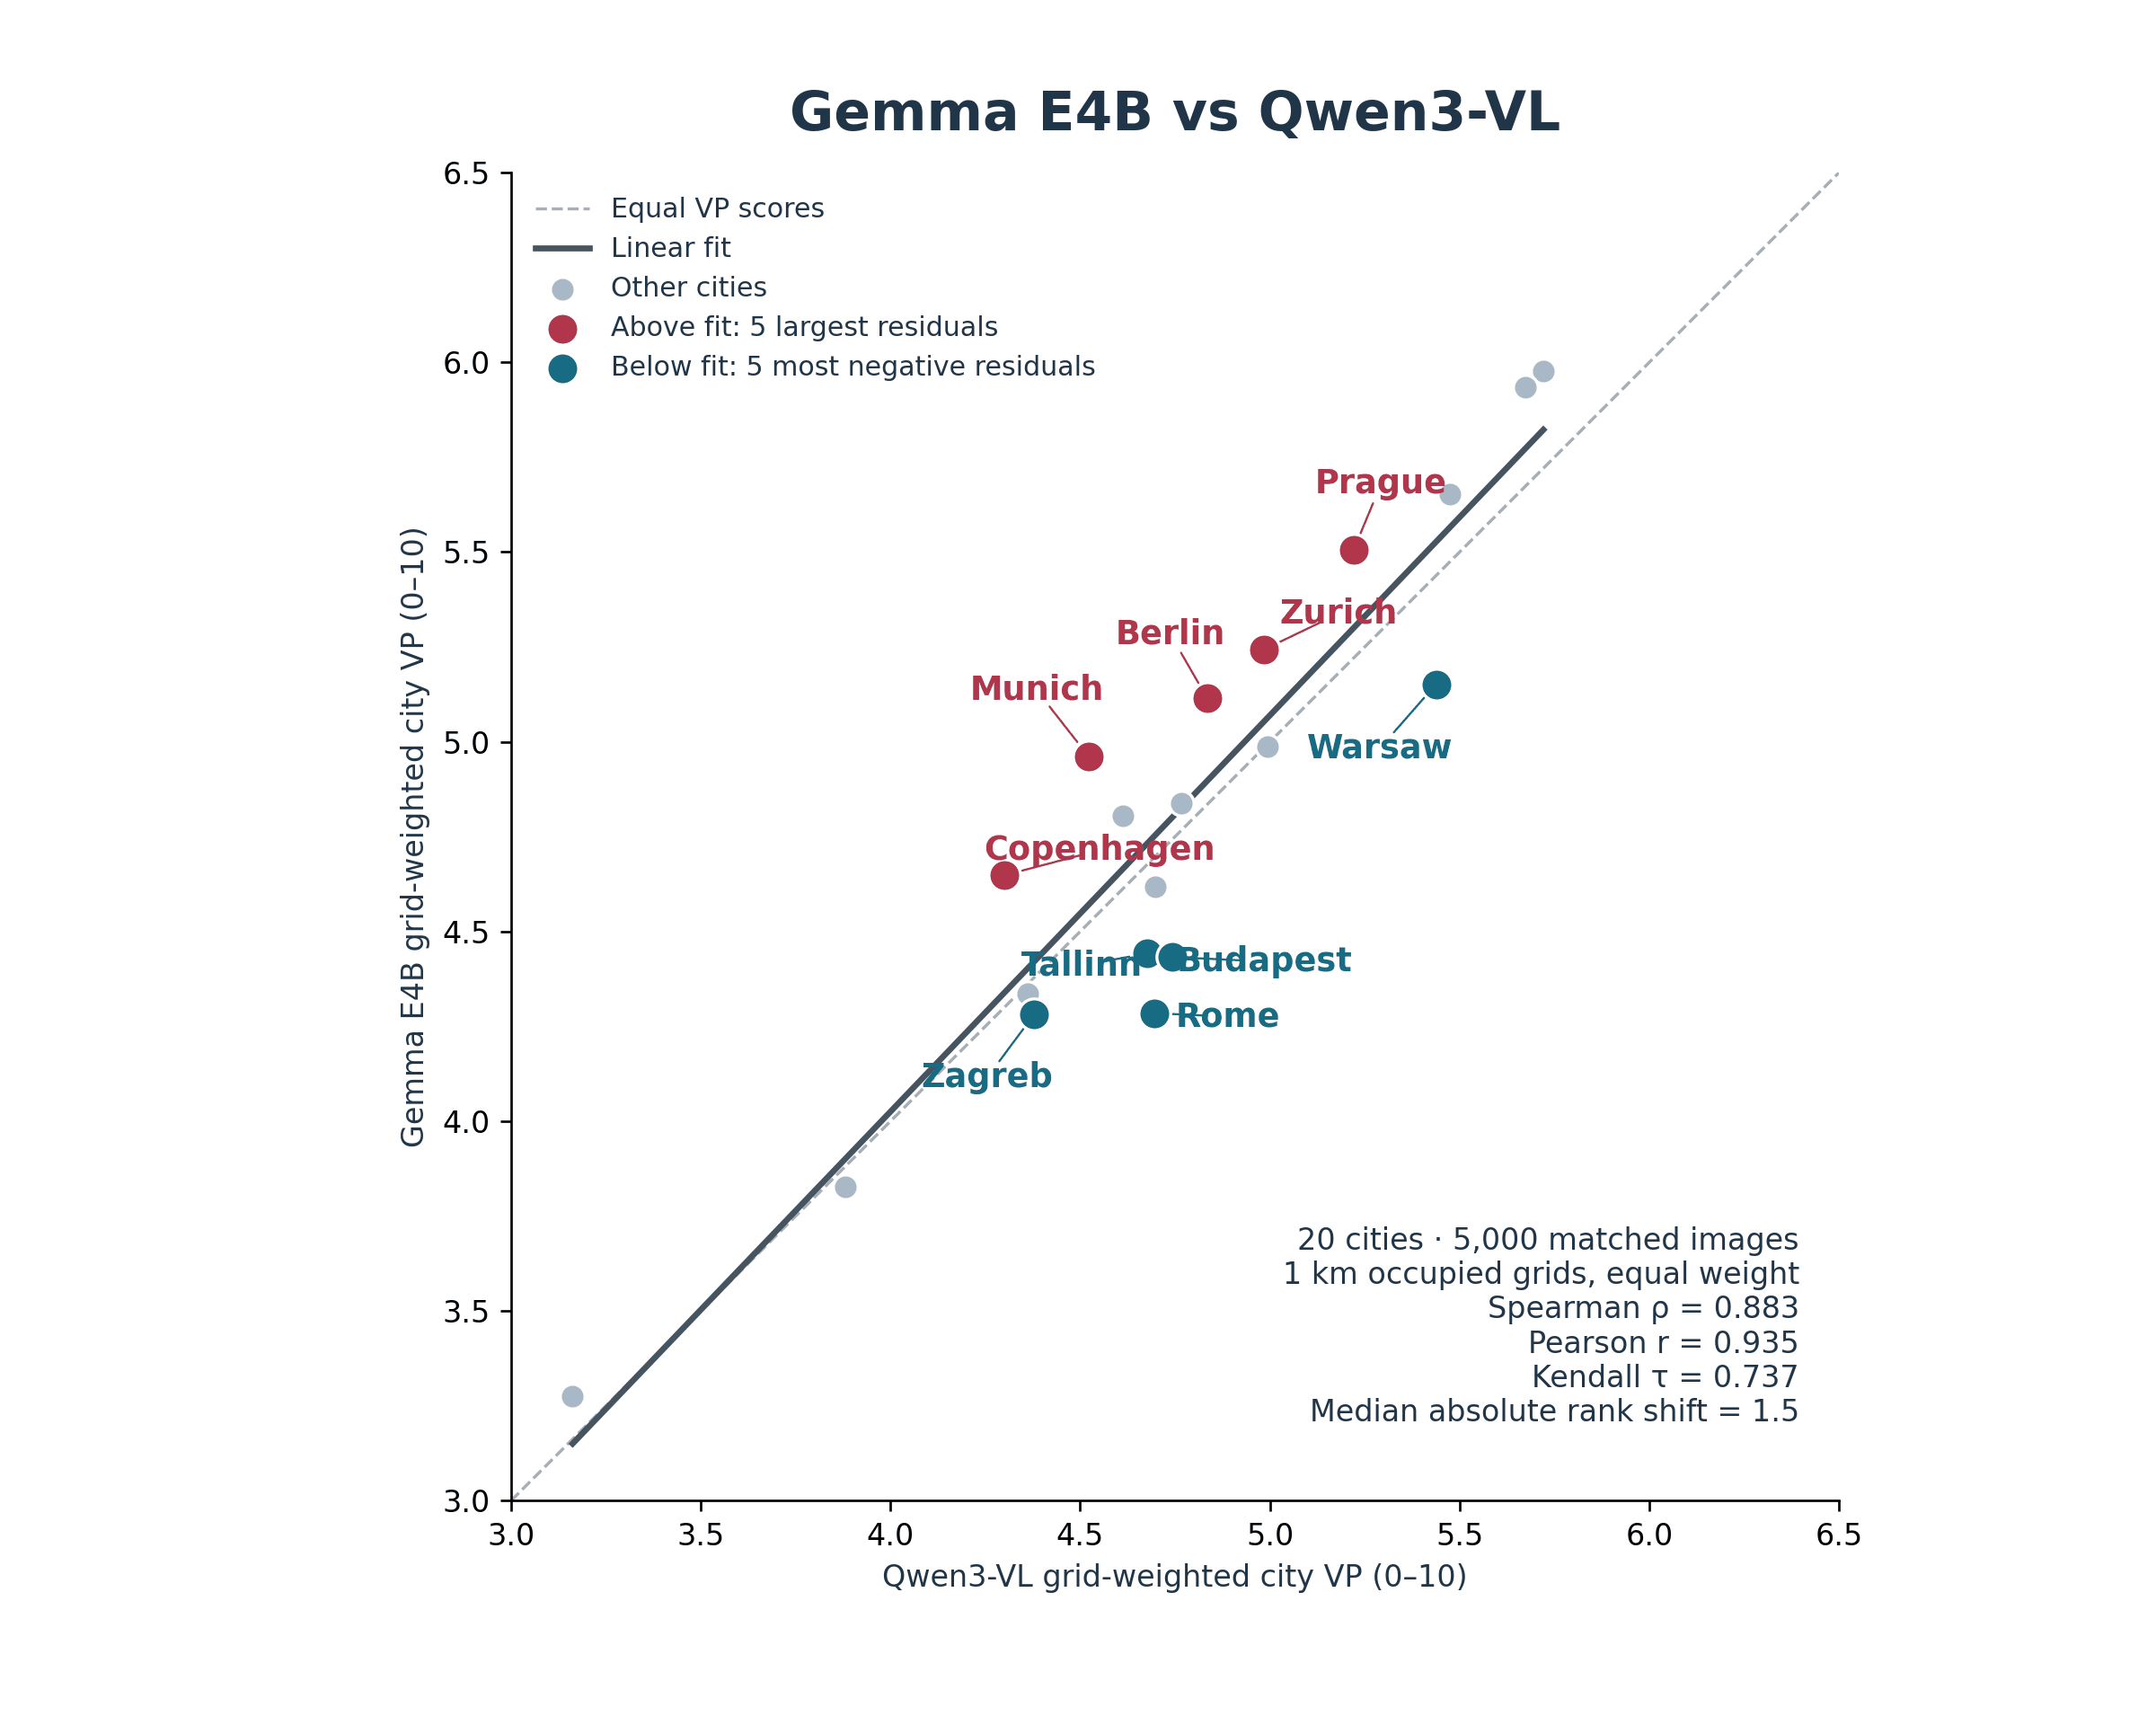 Gemma E4B vs Qwen3-VL
Equal VP scores
Linear fit
Other cities
Above fit: 5 largest residuals
Below fit: 5 most negative residuals
Gemma E4B grid-weighted city VP (0–10)
6.5
6.0
5.5
5.0
4.5
4.0
3.5
3.0
Prague
Zurich
Berlin
Munich
Warsaw
Copenhagen
Tallinn
Budapest
Rome
Zagreb
20 cities · 5,000 matched images
1 km occupied grids, equal weight
Spearman ρ = 0.883
Pearson r = 0.935
Kendall τ = 0.737
Median absolute rank shift = 1.5
3.0 3.5 4.0 4.5 5.0 5.5 6.0 6.5
Qwen3-VL grid-weighted city VP (0–10)